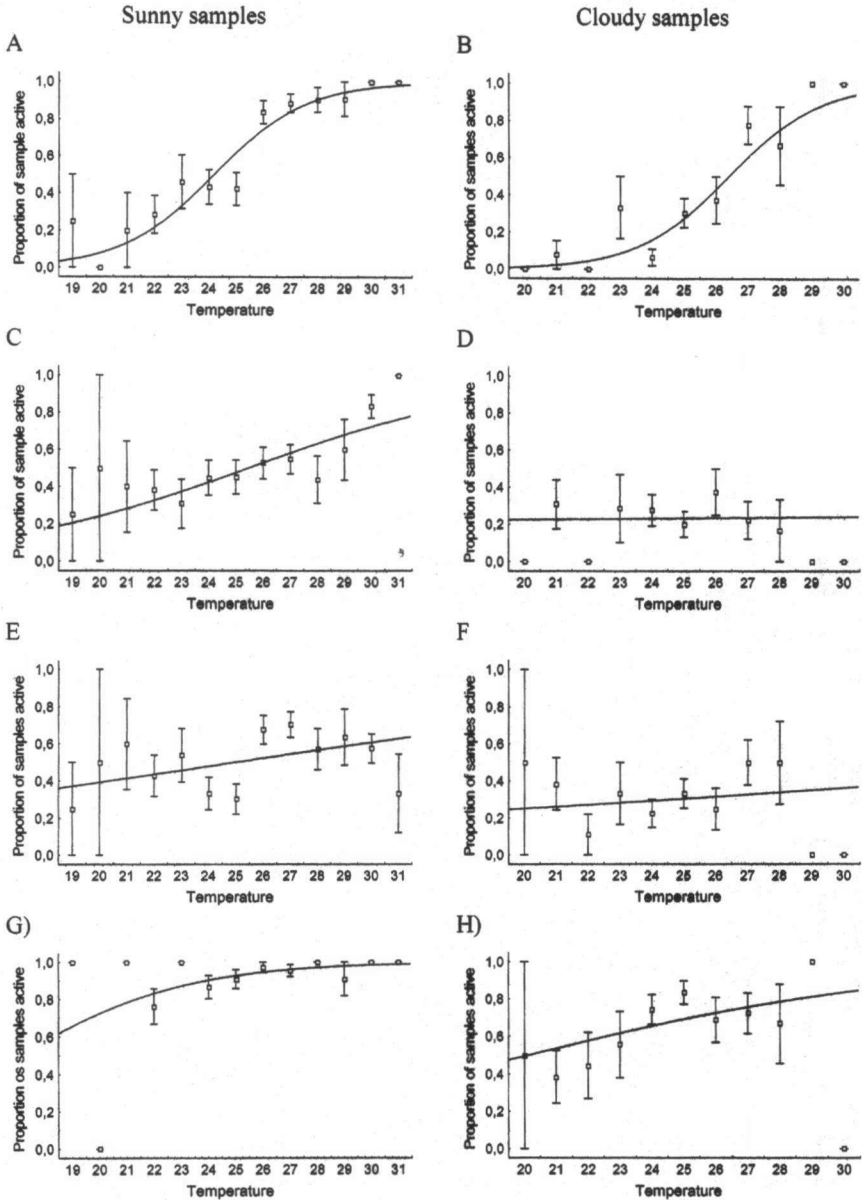 Sunny samples
Cloudy samples
A
Proportion of sample active
1,0
0,8
0,6
0,4
0,2
0,0
19 20 21 22 23 24 25 26 27 28 29 30 31
Temperature
B
Proportion of samples active
1,0
0,8
0,6
0,4
0,2
0,0
20 21 22 23 24 25 26 27 28 29 30
Temperature
C
Proportion of sample active
1,0
0,8
0,6
0,4
0,2
0,0
19 20 21 22 23 24 25 26 27 28 29 30 31
Temperature
D
Proportion of samples active
1,0
0,8
0,6
0,4
0,2
0,0
20 21 22 23 24 25 26 27 28 29 30
Temperature
E
Proportion of samples active
1,0
0,8
0,6
0,4
0,2
0,0
19 20 21 22 23 24 25 26 27 28 29 30 31
Temperature
F
Proportion of samples active
1,0
0,8
0,6
0,4
0,2
0,0
20 21 22 23 24 25 26 27 28 29 30
Temperature
G)
Proportion os samples active
1,0
0,8
0,6
0,4
0,2
0,0
19 20 21 22 23 24 25 26 27 28 29 30 31
Temperature
H)
Proportion of samples active
1,0
0,8
0,6
0,4
0,2
0,0
20 21 22 23 24 25 26 27 28 29 30
Temperature